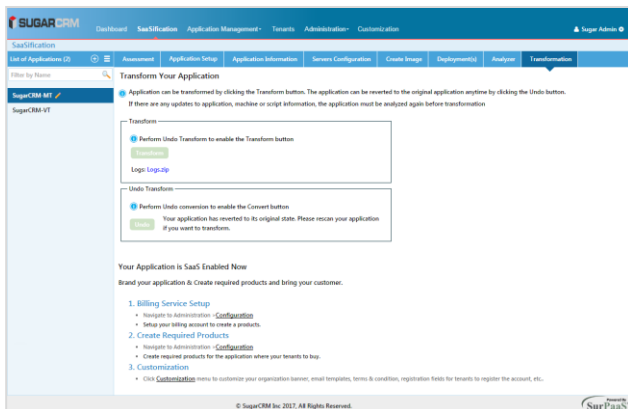 SUGARCRM
Dashboard SaaSification Application Management Tenants Administration Customization Sugar Admin
SaaSification
List of Applications (2) Assessment Application Setup Application Information Servers Configuration Create Image Deployment(s) Analyzer Transformation
Filter by Name
Transform Your Application
SugarCRM-MT
SugarCRM-VT
Application can be transformed by clicking the Transform button. The application can be reverted to the original application anytime by clicking the Undo button.
If there are any updates to application, machine or script information, the application must be analyzed again before transformation
Transform
Perform Undo Transform to enable the Transform button
Transform
Logs: Logs.zip
Undo Transform
Perform Undo conversion to enable the Convert button
Undo
Your application has reverted to its original state. Please rescan your application
if you want to transform.
Your Application is SaaS Enabled Now
Brand your application & Create required products and bring your customer.
1. Billing Service Setup
• Navigate to Administration ->Configuration
• Setup your billing account to create a products.
2. Create Required Products
• Navigate to Administration ->Configuration
• Create required products for the application where your tenants to buy.
3. Customization
• Click Customization menu to customize your organization banner, email templates, terms & condition, registration fields for tenants to register the account, etc..
© SugarCRM Inc 2017, All Rights Reserved.
Powered by
SurPaaS